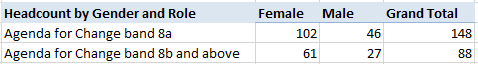 Headcount by Gender and Role Female Male Grand Total
Agenda for Change band 8a 102 46 148
Agenda for Change band 8b and above 61 27 88